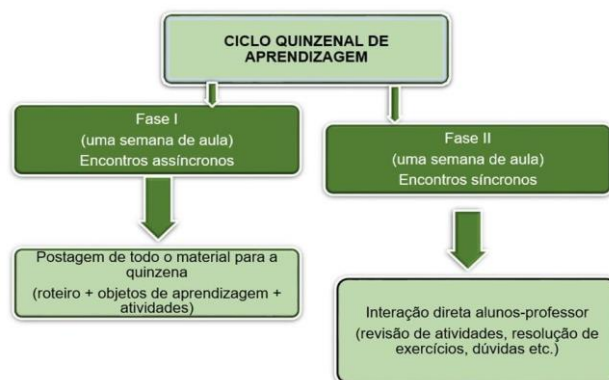 CICLO QUINZENAL DE
APRENDIZAGEM
Fase I
(uma semana de aula)
Encontros assíncronos
Fase II
(uma semana de aula)
Encontros síncronos
Postagem de todo o material para a
quinzena
(roteiro + objetos de aprendizagem +
atividades)
Interação direta alunos-professor
(revisão de atividades, resolução de
exercícios, dúvidas etc.)